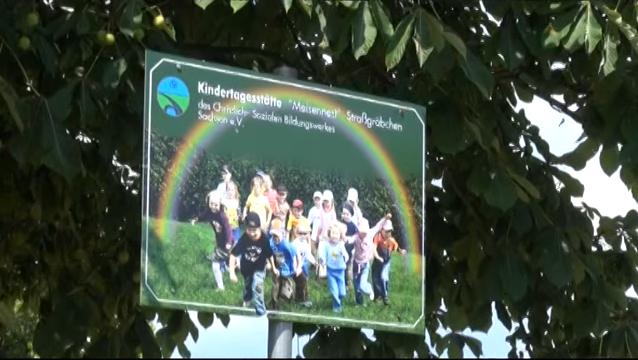 Kindertagesstätte "Meisennest" Straßgräbchen
des Christlich- Sozialen Bildungswerkes
Sachsen e.V.